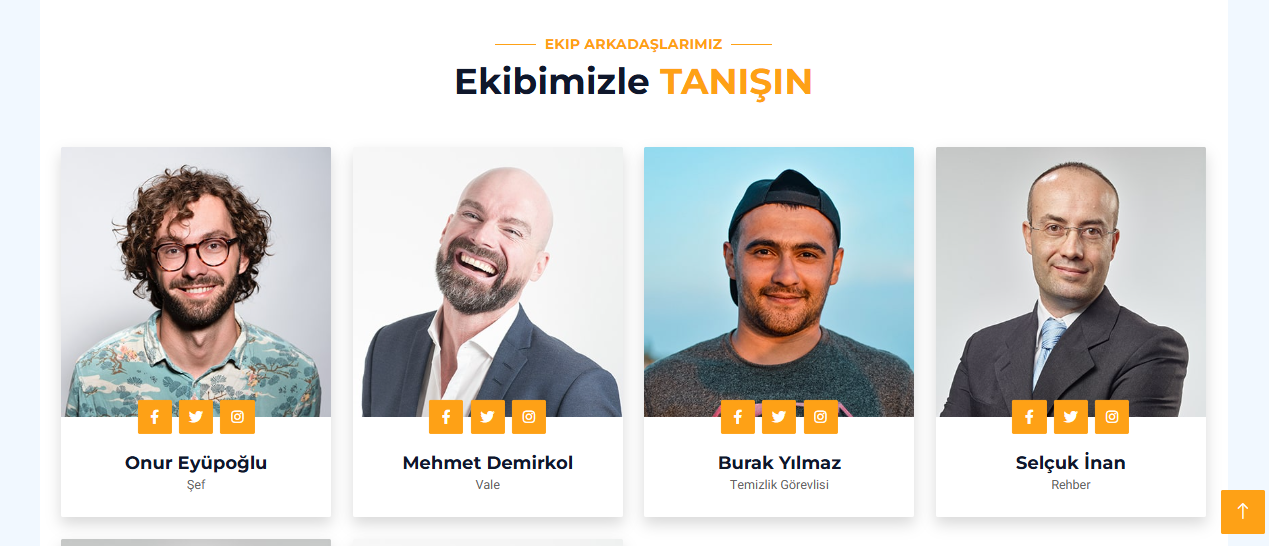 EKIP ARKADAŞLARIMIZ
Ekibimizle TANIŞIN
Onur Eyüpoğlu
Şef
Mehmet Demirkol
Vale
Burak Yılmaz
Temizlik Görevlisi
Selçuk İnan
Rehber